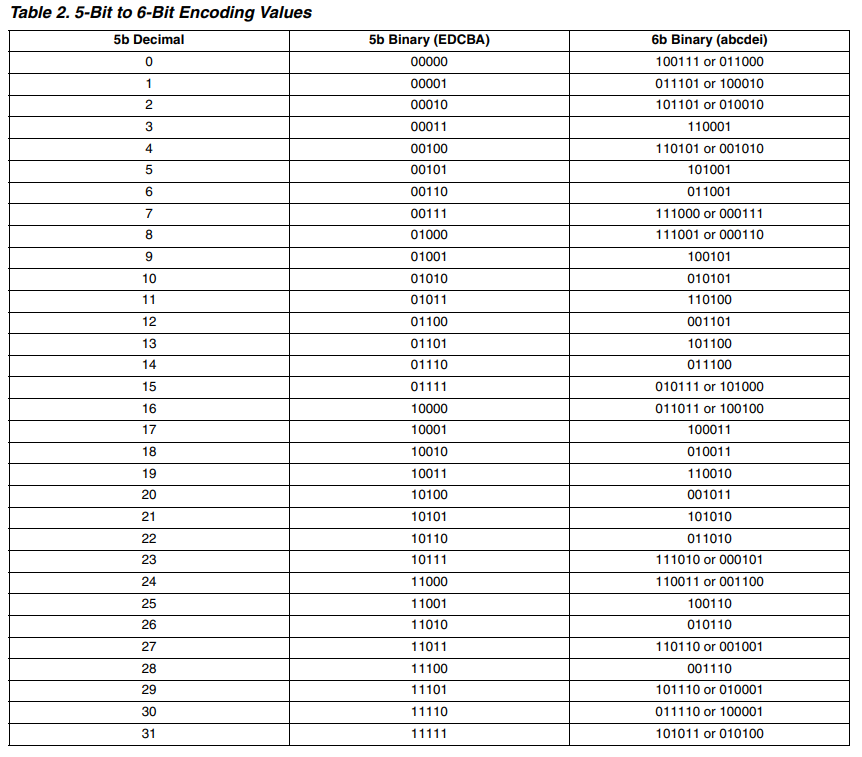 Table 2. 5-Bit to 6-Bit Encoding Values
5b Decimal 5b Binary (EDCBA) 6b Binary (abcdei)
0 00000 100111 or 011000
1 00001 011101 or 100010
2 00010 101101 or 010010
3 00011 110001
4 00100 110101 or 001010
5 00101 101001
6 00110 011001
7 00111 111000 or 000111
8 01000 111001 or 000110
9 01001 100101
10 01010 010101
11 01011 110100
12 01100 001101
13 01101 101100
14 01110 011100
15 01111 010111 or 101000
16 10000 011011 or 100100
17 10001 100011
18 10010 010011
19 10011 110010
20 10100 001011
21 10101 101010
22 10110 011010
23 10111 111010 or 000101
24 11000 110011 or 001100
25 11001 100110
26 11010 010110
27 11011 110110 or 001001
28 11100 001110
29 11101 101110 or 010001
30 11110 011110 or 100001
31 11111 101011 or 010100